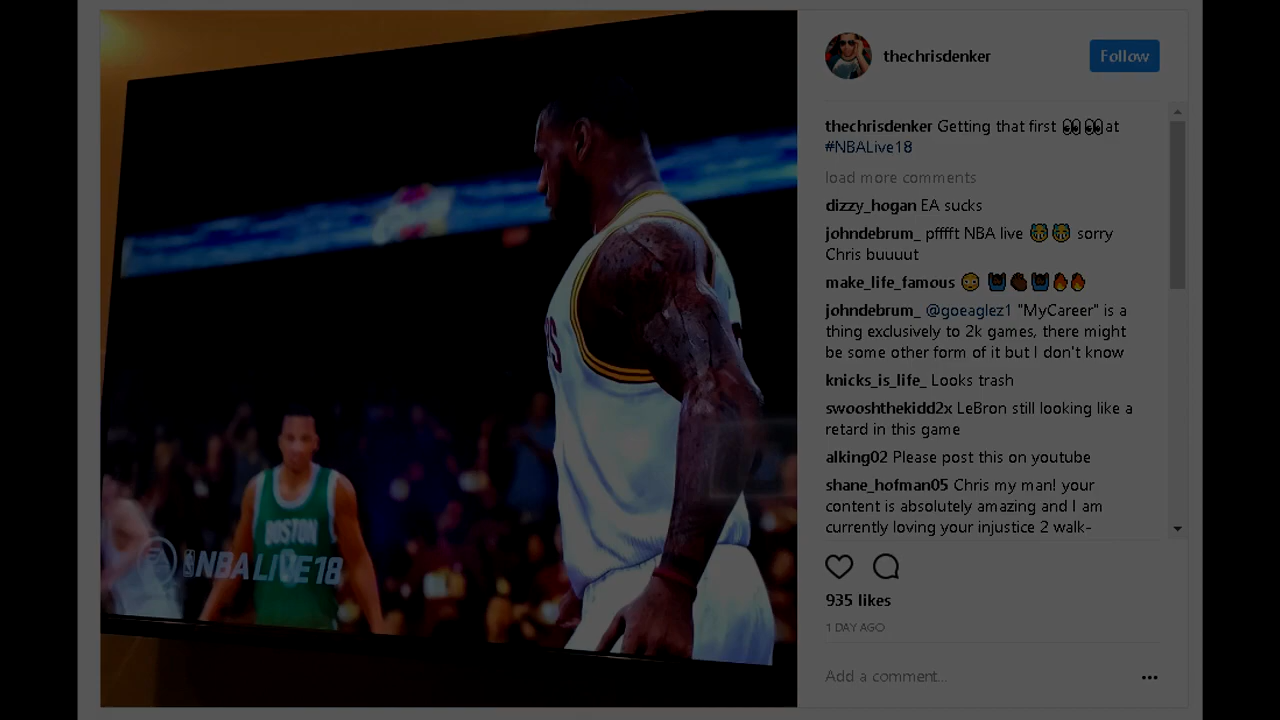 thechrisdenker
Follow
thechrisdenker Getting that first 👀👀at
#NBALive18
load more comments
dizzy_hogan EA sucks
johndebrum_ pfffft NBA live 😹😹 sorry
Chris buuuut
make_life_famous 😳 🙌🏿👏🏿🙌🏿🔥🔥
johndebrum_ @goeaglez1 "MyCareer" is a
thing exclusively to 2k games, there might
be some other form of it but I don't know
knicks_is_life_ Looks trash
swooshthekidd2x LeBron still looking like a
retard in this game
alking02 Please post this on youtube
shane_hofman05 Chris my man! your
content is absolutely amazing and I am
currently loving your injustice 2 walk-
935 likes
1 DAY AGO
Add a comment...
BOSTON
NBA LIVE 18